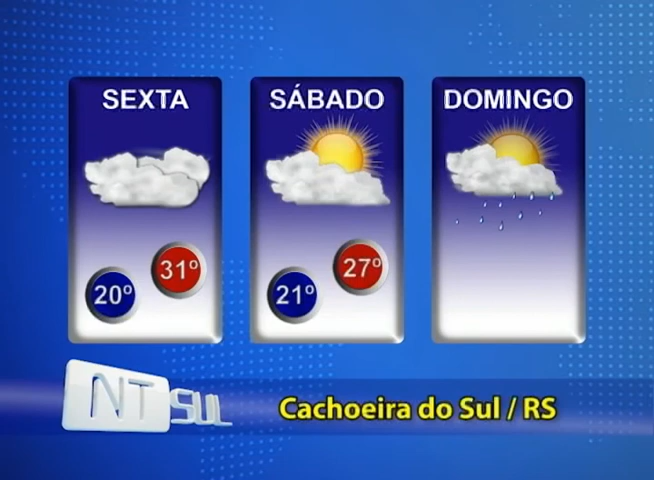 SEXTA
SÁBADO
DOMINGO
31º
20º
27º
21º
NT SUL
Cachoeira do Sul / RS